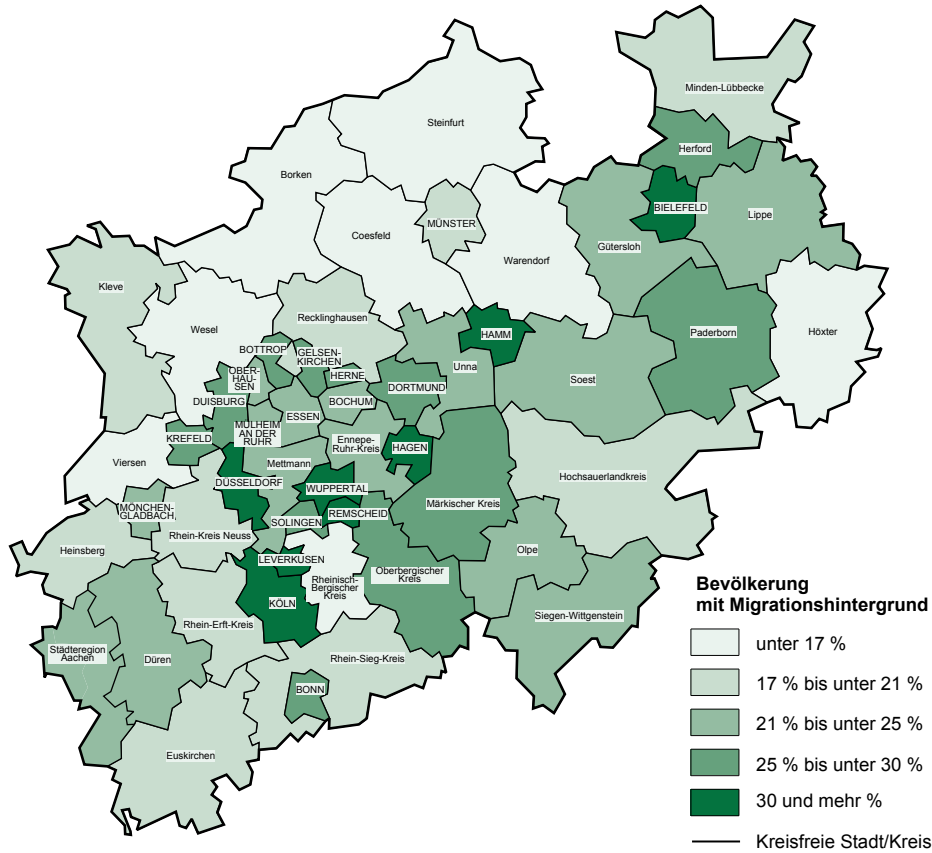 Minden-Lübbecke
Steinfurt
Herford
Borken
BIELEFELD
Lippe
MÜNSTER
Coesfeld
Gütersloh
Warendorf
Kleve
Recklinghausen
Wesel
HAMM
Paderborn
Höxter
BOTTROP
GELSEN-
KIRCHEN
OBER-
HAU-
SEN
HERNE
Unna
Soest
DORTMUND
DUISBURG
BOCHUM
ESSEN
MÜLHEIM
AN DER
RUHR
KREFELD
Ennepe-
Ruhr-Kreis
HAGEN
Viersen
Mettmann
Hochsauerlandkreis
DÜSSELDORF
WUPPERTAL
Märkischer Kreis
MÖNCHEN-
GLADBACH
REMSCHEID
SOLINGEN
Rhein-Kreis Neuss
Heinsberg
Olpe
LEVERKUSEN
Rheinisch-
Bergischer
Kreis
Oberbergischer
Kreis
KÖLN
Siegen-Wittgenstein
Rhein-Erft-Kreis
Städteregion
Aachen
Düren
Rhein-Sieg-Kreis
BONN
Euskirchen
Bevölkerung
mit Migrationshintergrund
unter 17 %
17 % bis unter 21 %
21 % bis unter 25 %
25 % bis unter 30 %
30 und mehr %
Kreisfreie Stadt/Kreis